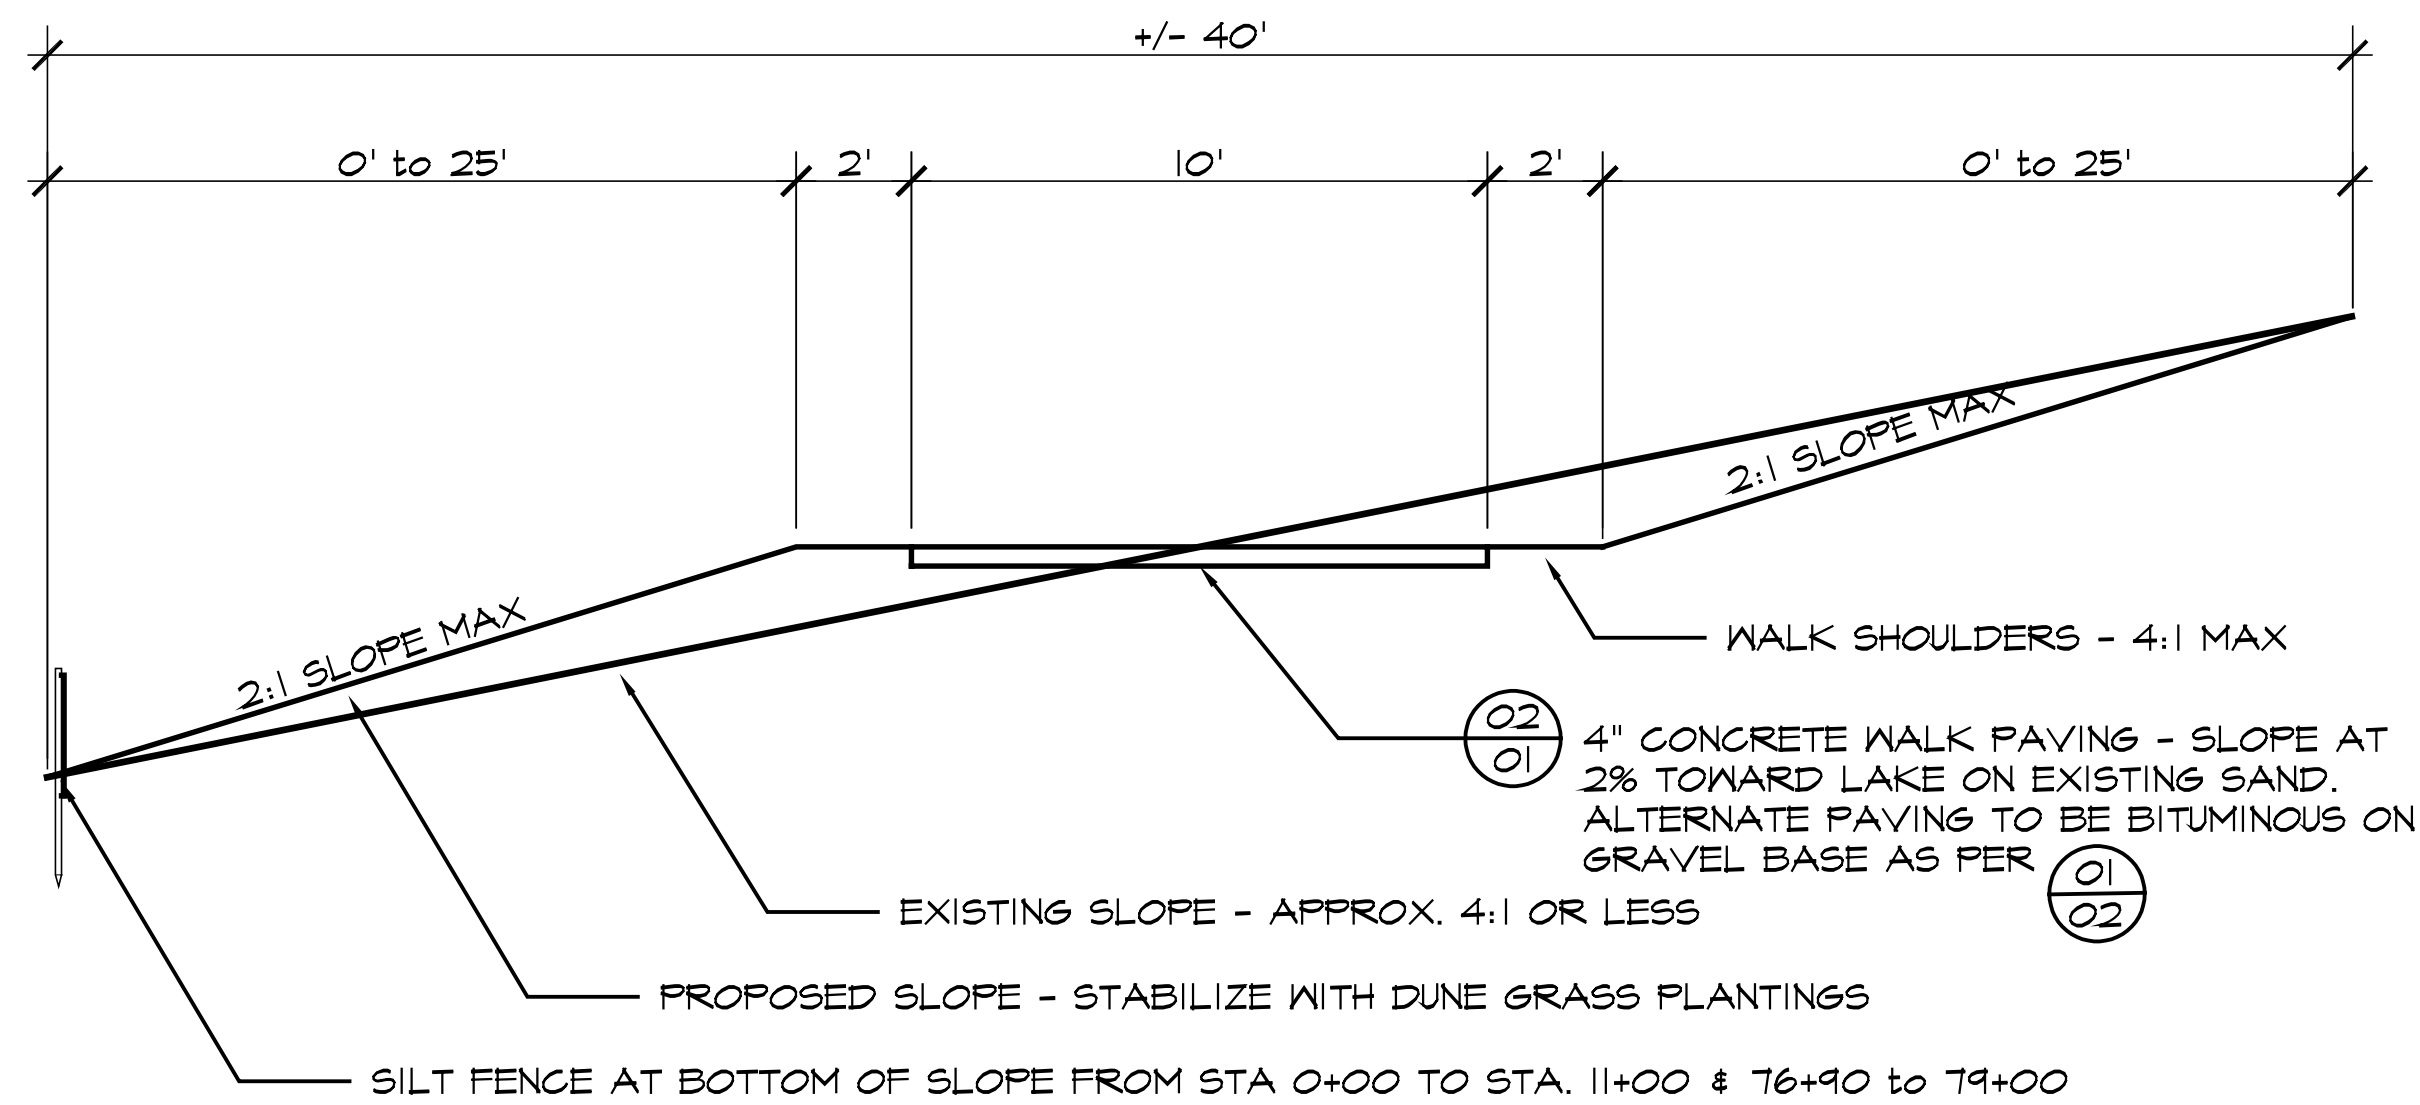 +/- 40'
0' to 25'
2'
10'
2'
0' to 25'
2:1 SLOPE MAX
2:1 SLOPE MAX
WALK SHOULDERS - 4:1 MAX
02
01
4" CONCRETE WALK PAVING - SLOPE AT
2% TOWARD LAKE ON EXISTING SAND.
ALTERNATE PAVING TO BE BITUMINOUS ON
GRAVEL BASE AS PER
01
02
EXISTING SLOPE - APPROX. 4:1 OR LESS
PROPOSED SLOPE - STABILIZE WITH DUNE GRASS PLANTINGS
SILT FENCE AT BOTTOM OF SLOPE FROM STA 0+00 TO STA. 11+00 & 76+90 to 79+00